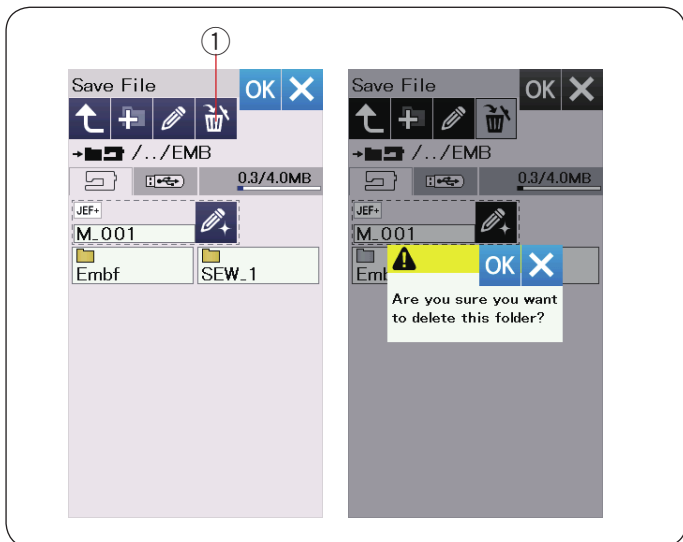 1
Save File
OK
/../EMB
0.3/4.0MB
JEF+
M_001
Embf
SEW_1
Save File
OK
/../EMB
0.3/4.0MB
JEF+
M_001
Emb
OK
Are you sure you want
to delete this folder?